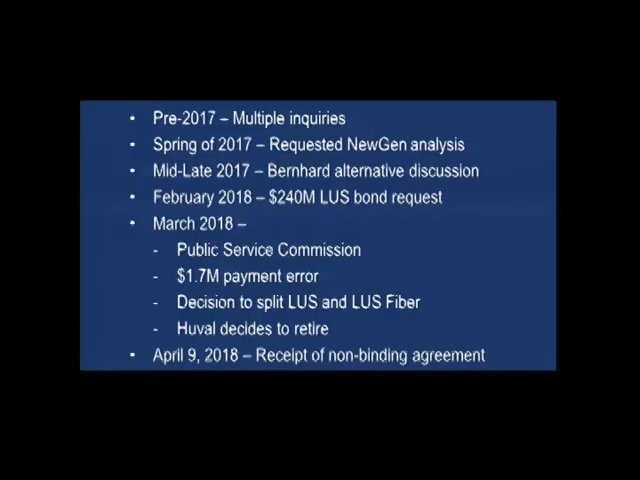 • Pre-2017 – Multiple inquiries
• Spring of 2017 – Requested NewGen analysis
• Mid-Late 2017 – Bernhard alternative discussion
• February 2018 – $240M LUS bond request
• March 2018 –
- Public Service Commission
- $1.7M payment error
- Decision to split LUS and LUS Fiber
- Huval decides to retire
• April 9, 2018 – Receipt of non-binding agreement